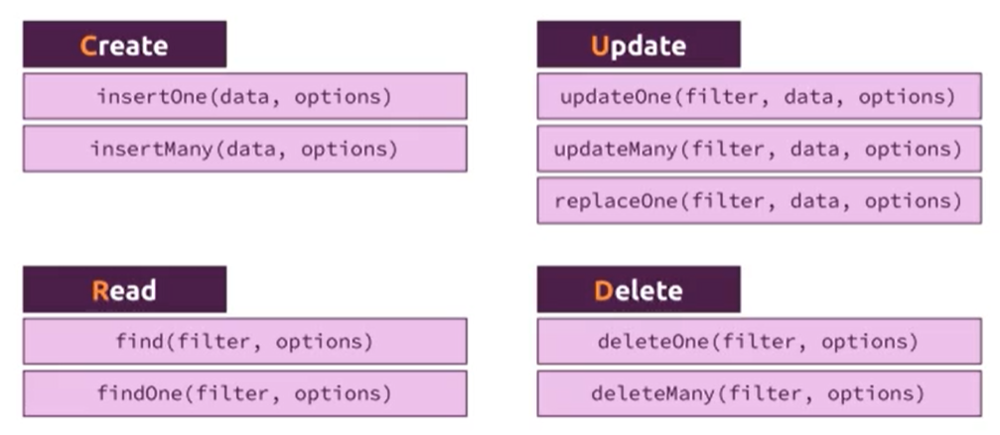 Create
insertOne(data, options)
insertMany(data, options)
Update
updateOne(filter, data, options)
updateMany(filter, data, options)
replaceOne(filter, data, options)
Read
find(filter, options)
findOne(filter, options)
Delete
deleteOne(filter, options)
deleteMany(filter, options)